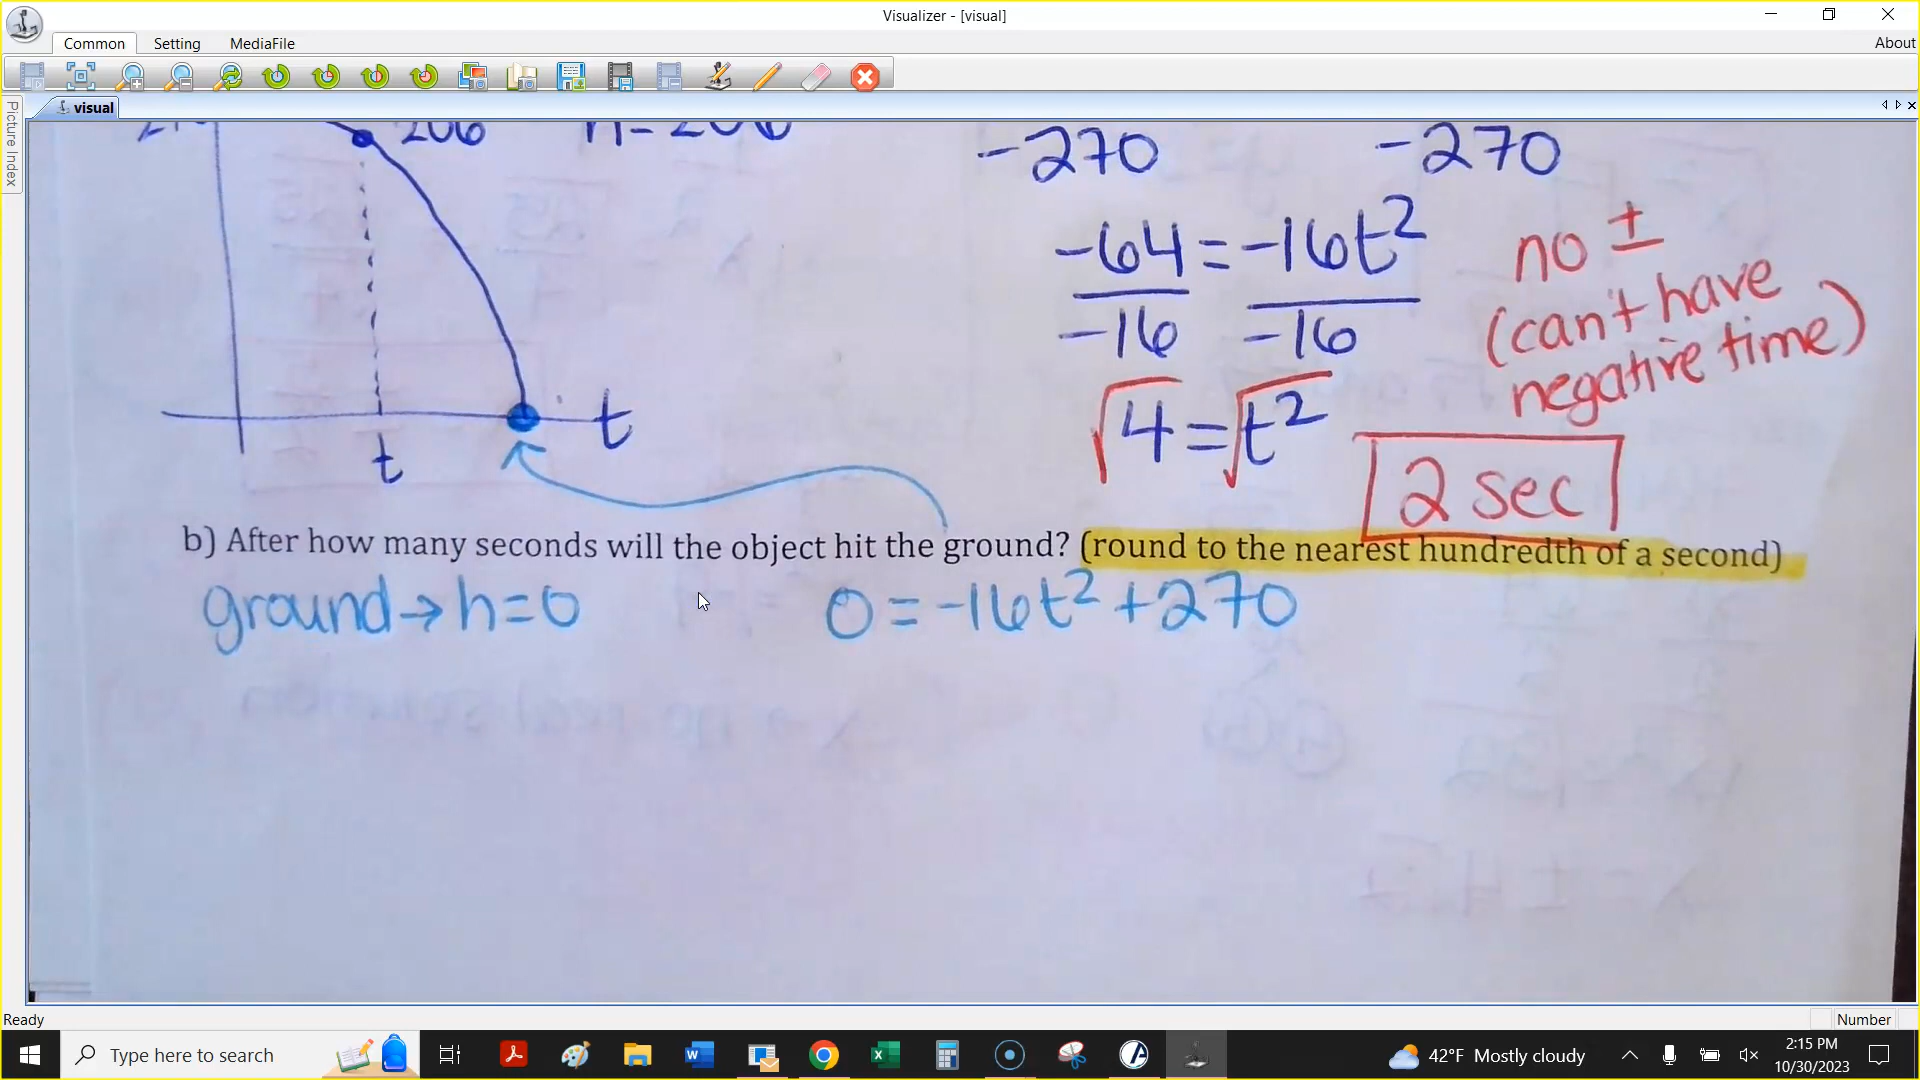 Visualizer - [visual]
Common Setting MediaFile About
visual
Picture Index
206 h= 206
-270 -270
-64 = -16t²
-16 -16
√4 = √t²
no ±
(can't have
negative time)
2 sec
t
t
b) After how many seconds will the object hit the ground? (round to the nearest hundredth of a second)
ground → h=0 0 = -16t² + 270
Ready Number
Type here to search
42°F Mostly cloudy
2:15 PM
10/30/2023